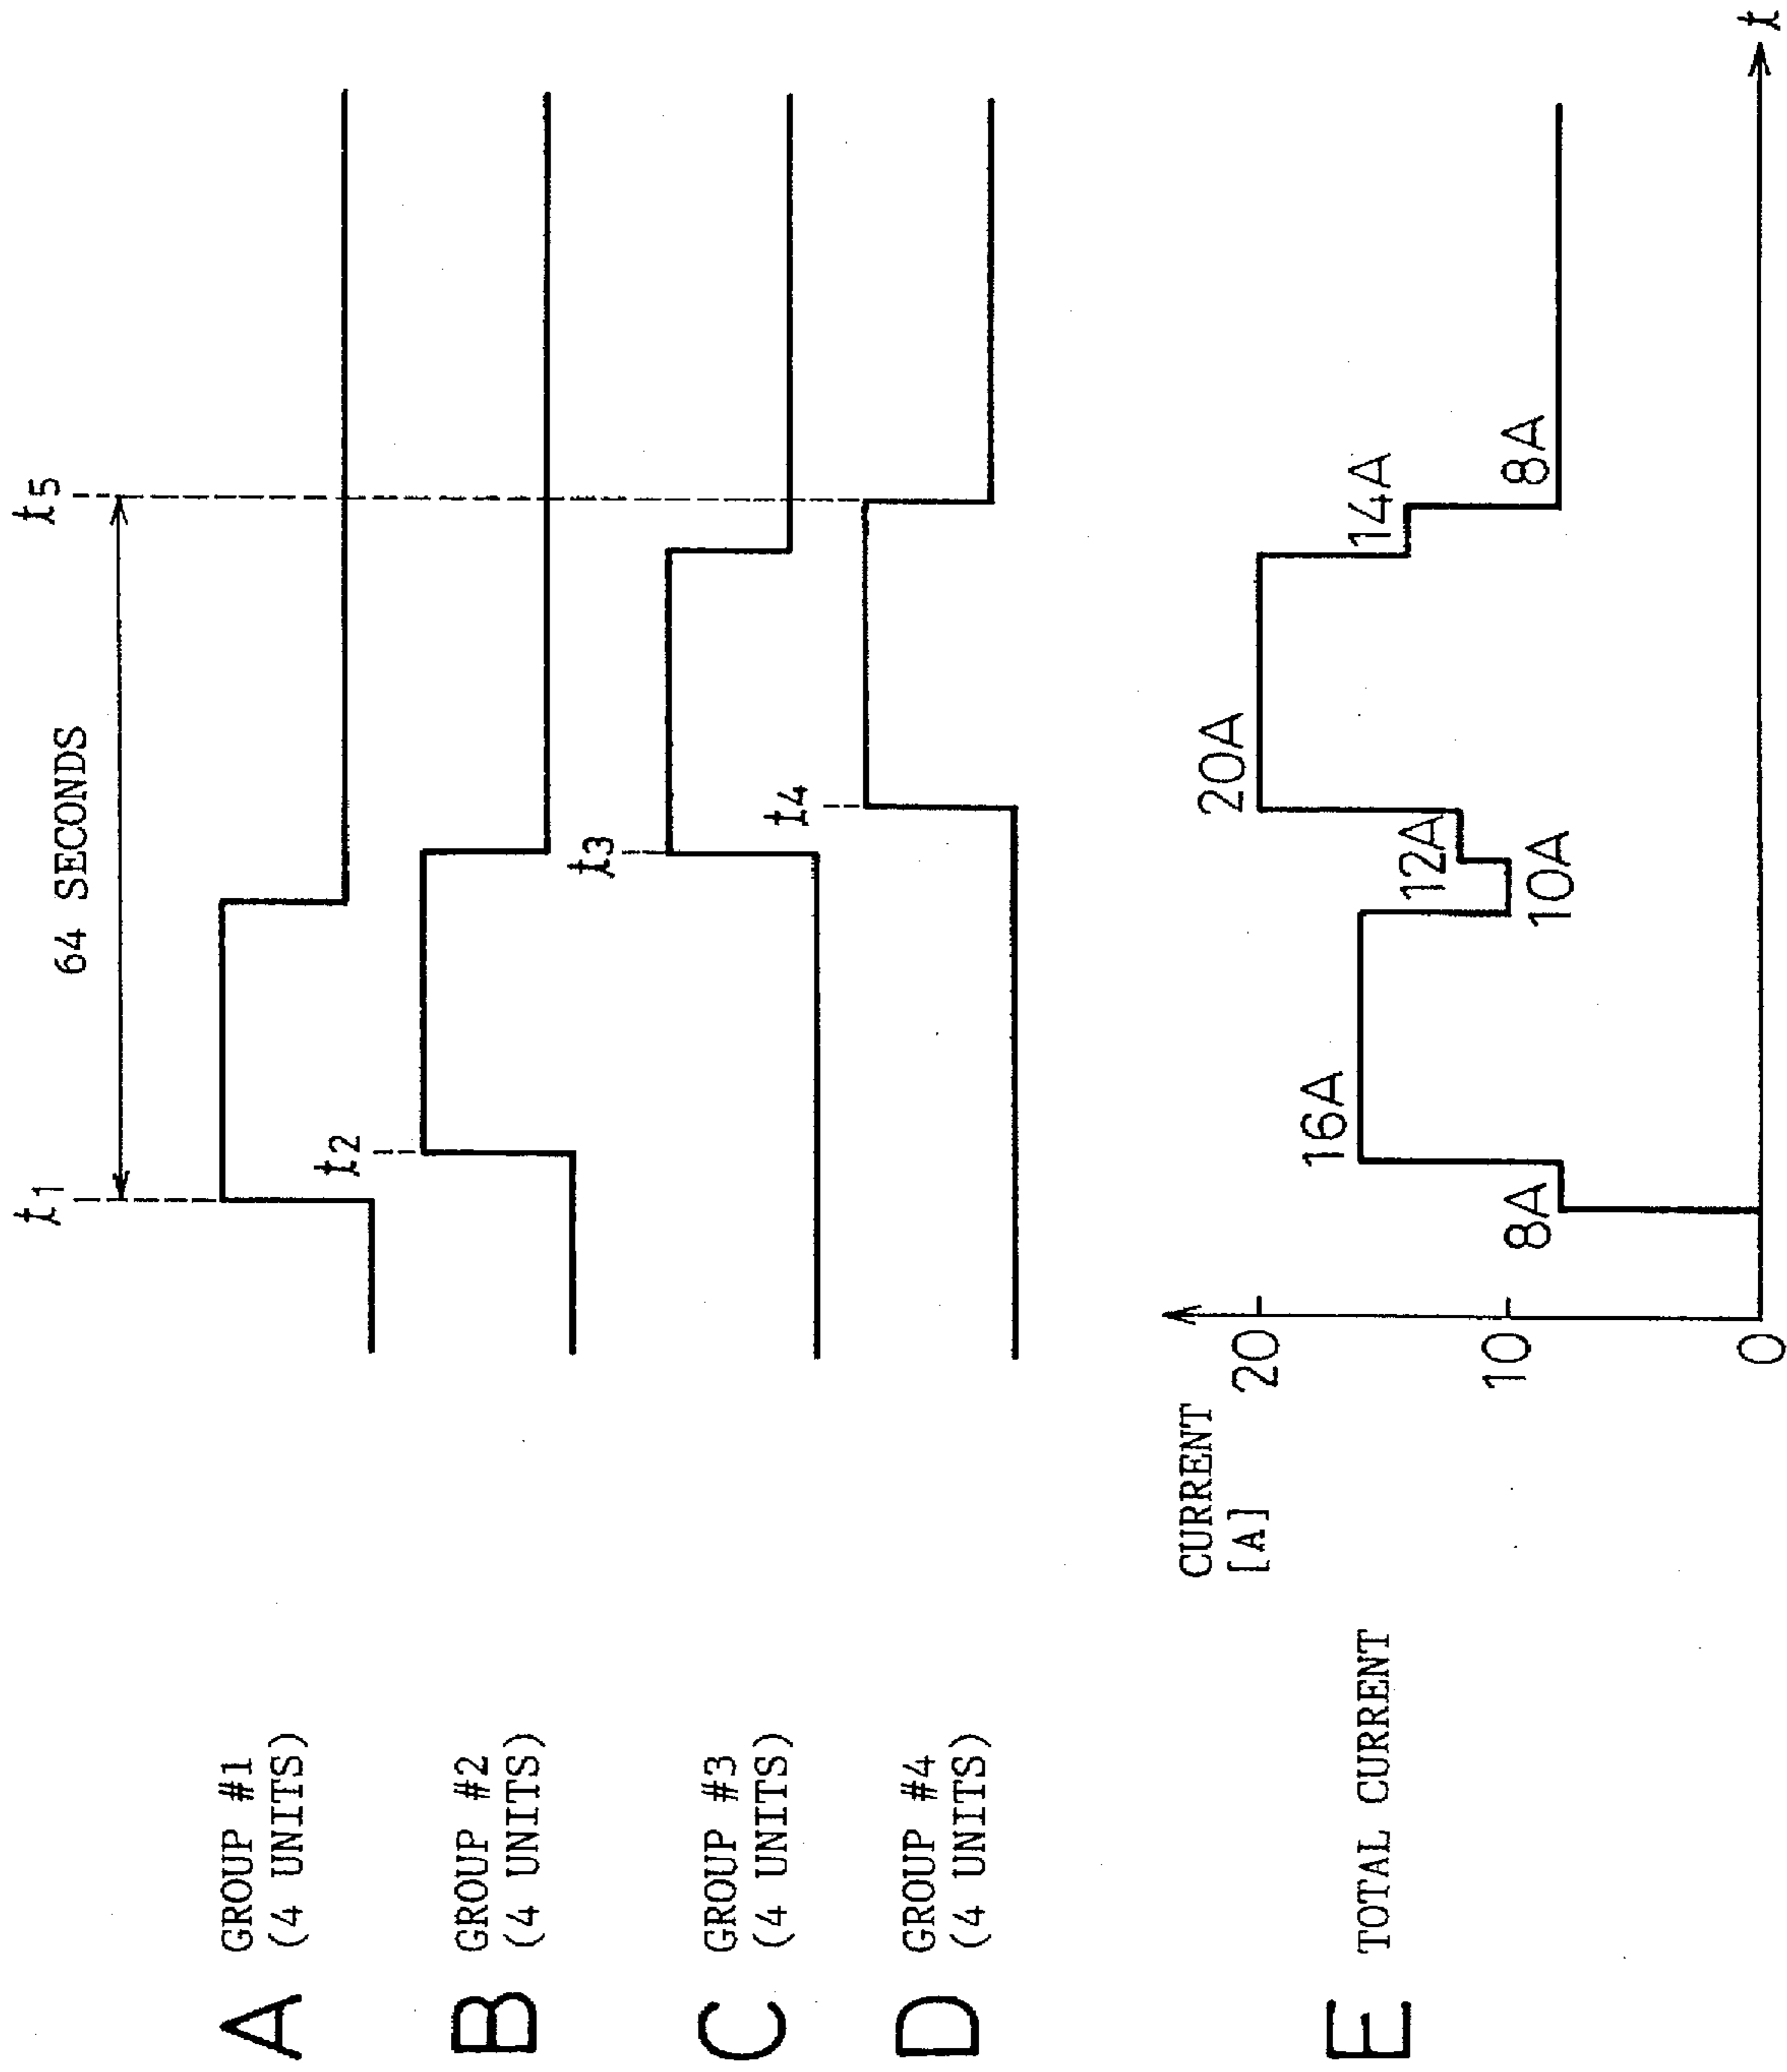 t1
t5
64 SECONDS
A GROUP #1
(4 UNITS)
t2
B GROUP #2
(4 UNITS)
t3
C GROUP #3
(4 UNITS)
t4
D GROUP #4
(4 UNITS)
CURRENT
[A]
20
10
0
E TOTAL CURRENT
8A
16A
10A
12A
20A
14A
8A
t